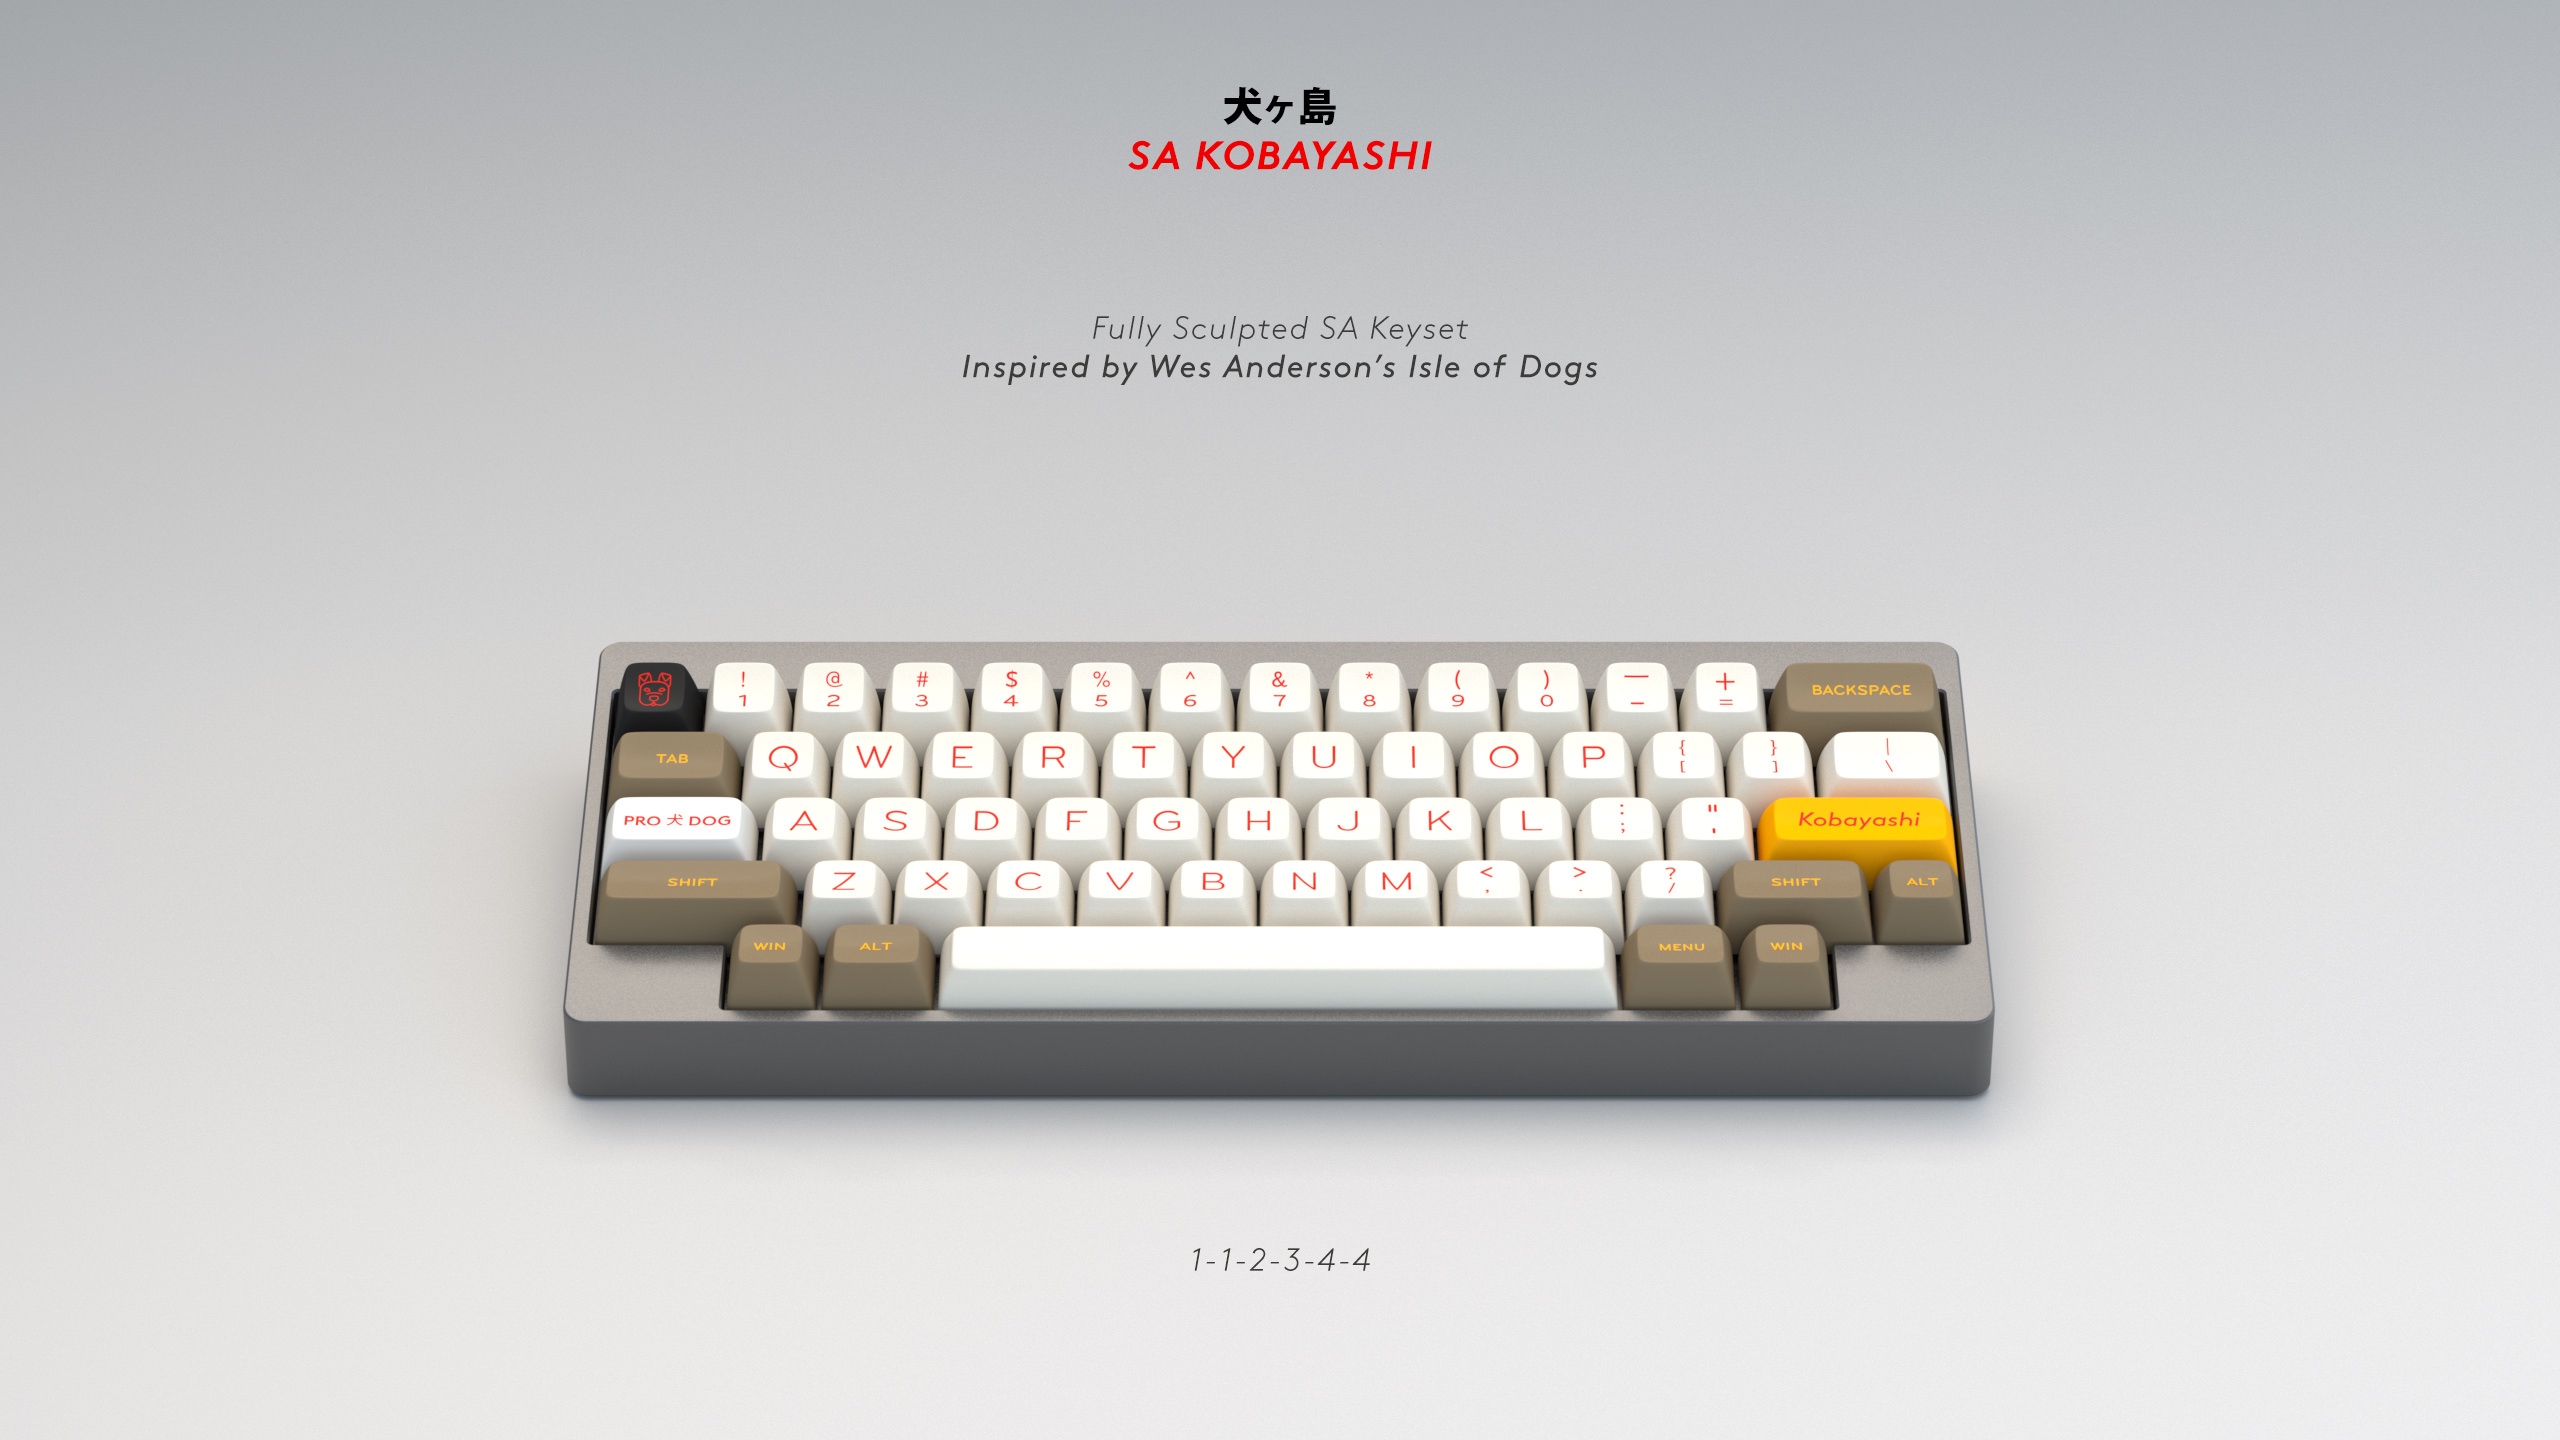 犬ヶ島
SA KOBAYASHI
Fully Sculpted SA Keyset
Inspired by Wes Anderson's Isle of Dogs
! @ # $ % ^ & * ( ) — +
1 2 3 4 5 6 7 8 9 0 – = BACKSPACE
TAB Q W E R T Y U I O P { [ } ] | \
PRO 犬 DOG A S D F G H J K L : ; " ' Kobayashi
SHIFT Z X C V B N M < , > . ? / SHIFT ALT
WIN ALT MENU WIN
1-1-2-3-4-4